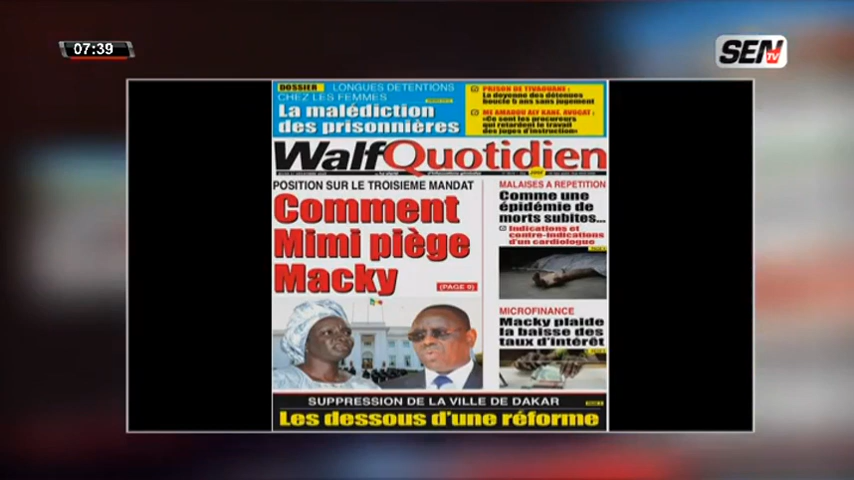 07:39
SEN
TV
DOSSIER LONGUES DETENTIONS
CHEZ LES FEMMES
La malédiction
des prisonnières
PRISON DE TIVAOUANE :
La doyenne des détenues
boucle 5 ans sans jugement
ME AMADOU ALY KANE, AVOCAT :
«Ce sont les procureurs
qui retardent le travail
des juges d'instruction»
WalfQuotidien
POSITION SUR LE TROISIEME MANDAT
Comment
Mimi piège
Macky
(PAGE 9)
MALAISES A REPETITION
Comme une
épidémie de
morts subites...
Indications et
contre-indications
d'un cardiologue
MICROFINANCE
Macky plaide
la baisse des
taux d'intérêt
SUPPRESSION DE LA VILLE DE DAKAR
Les dessous d'une réforme